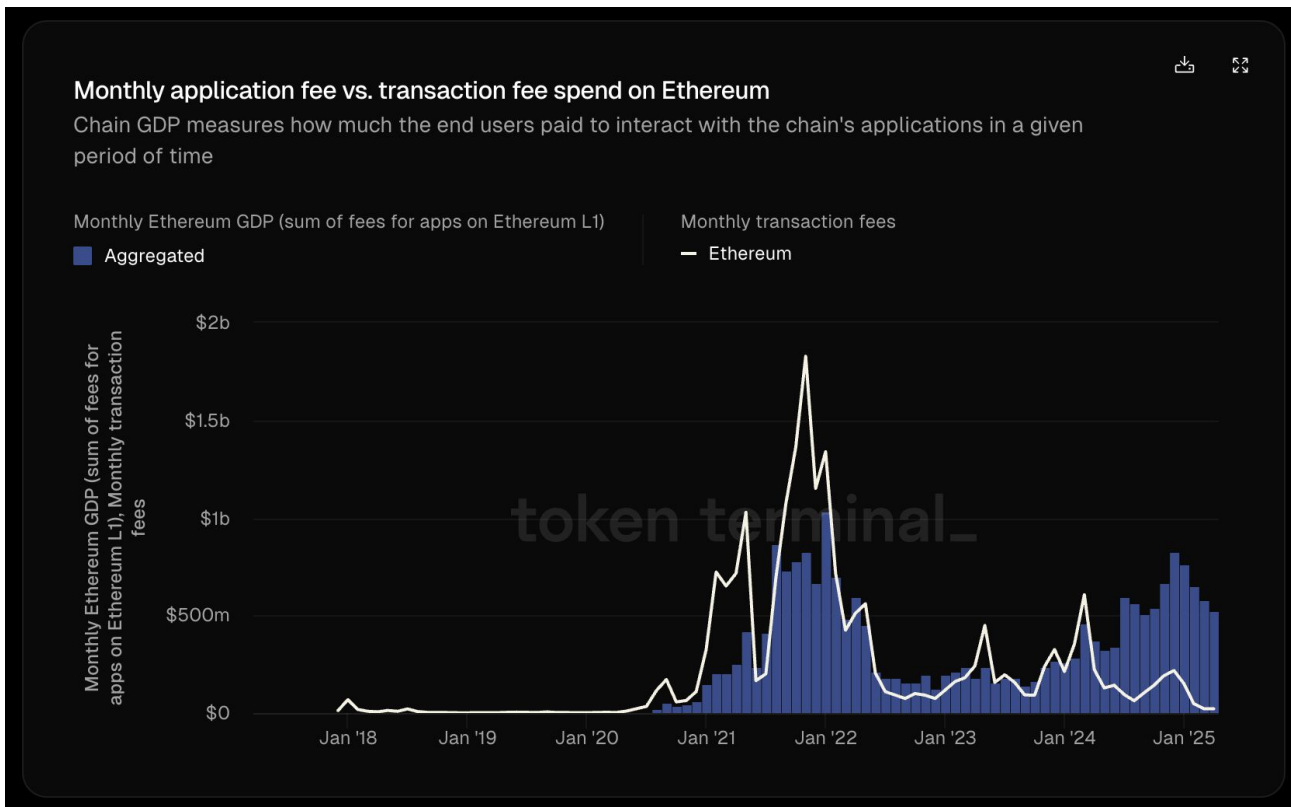 Monthly application fee vs. transaction fee spend on Ethereum
Chain GDP measures how much the end users paid to interact with the chain's applications in a given
period of time
Monthly Ethereum GDP (sum of fees for apps on Ethereum L1)
Aggregated
Monthly transaction fees
Ethereum
Monthly Ethereum GDP (sum of fees for
apps on Ethereum L1), Monthly transaction
fees
$2b
$1.5b
$1b
$500m
$0
token terminal_
Jan '18
Jan '19
Jan '20
Jan '21
Jan '22
Jan '23
Jan '24
Jan '25